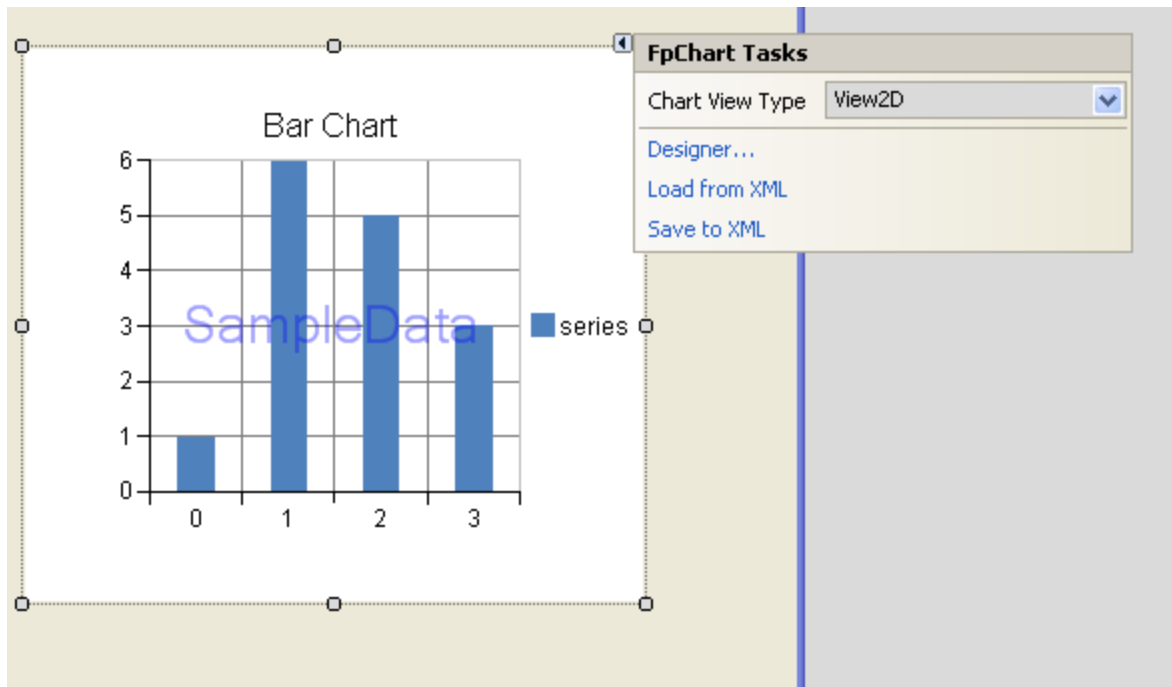 FpChart Tasks
Chart View Type View2D
Designer...
Load from XML
Save to XML
Bar Chart
6
5
4
3
2
1
0
SampleData
series
0 1 2 3